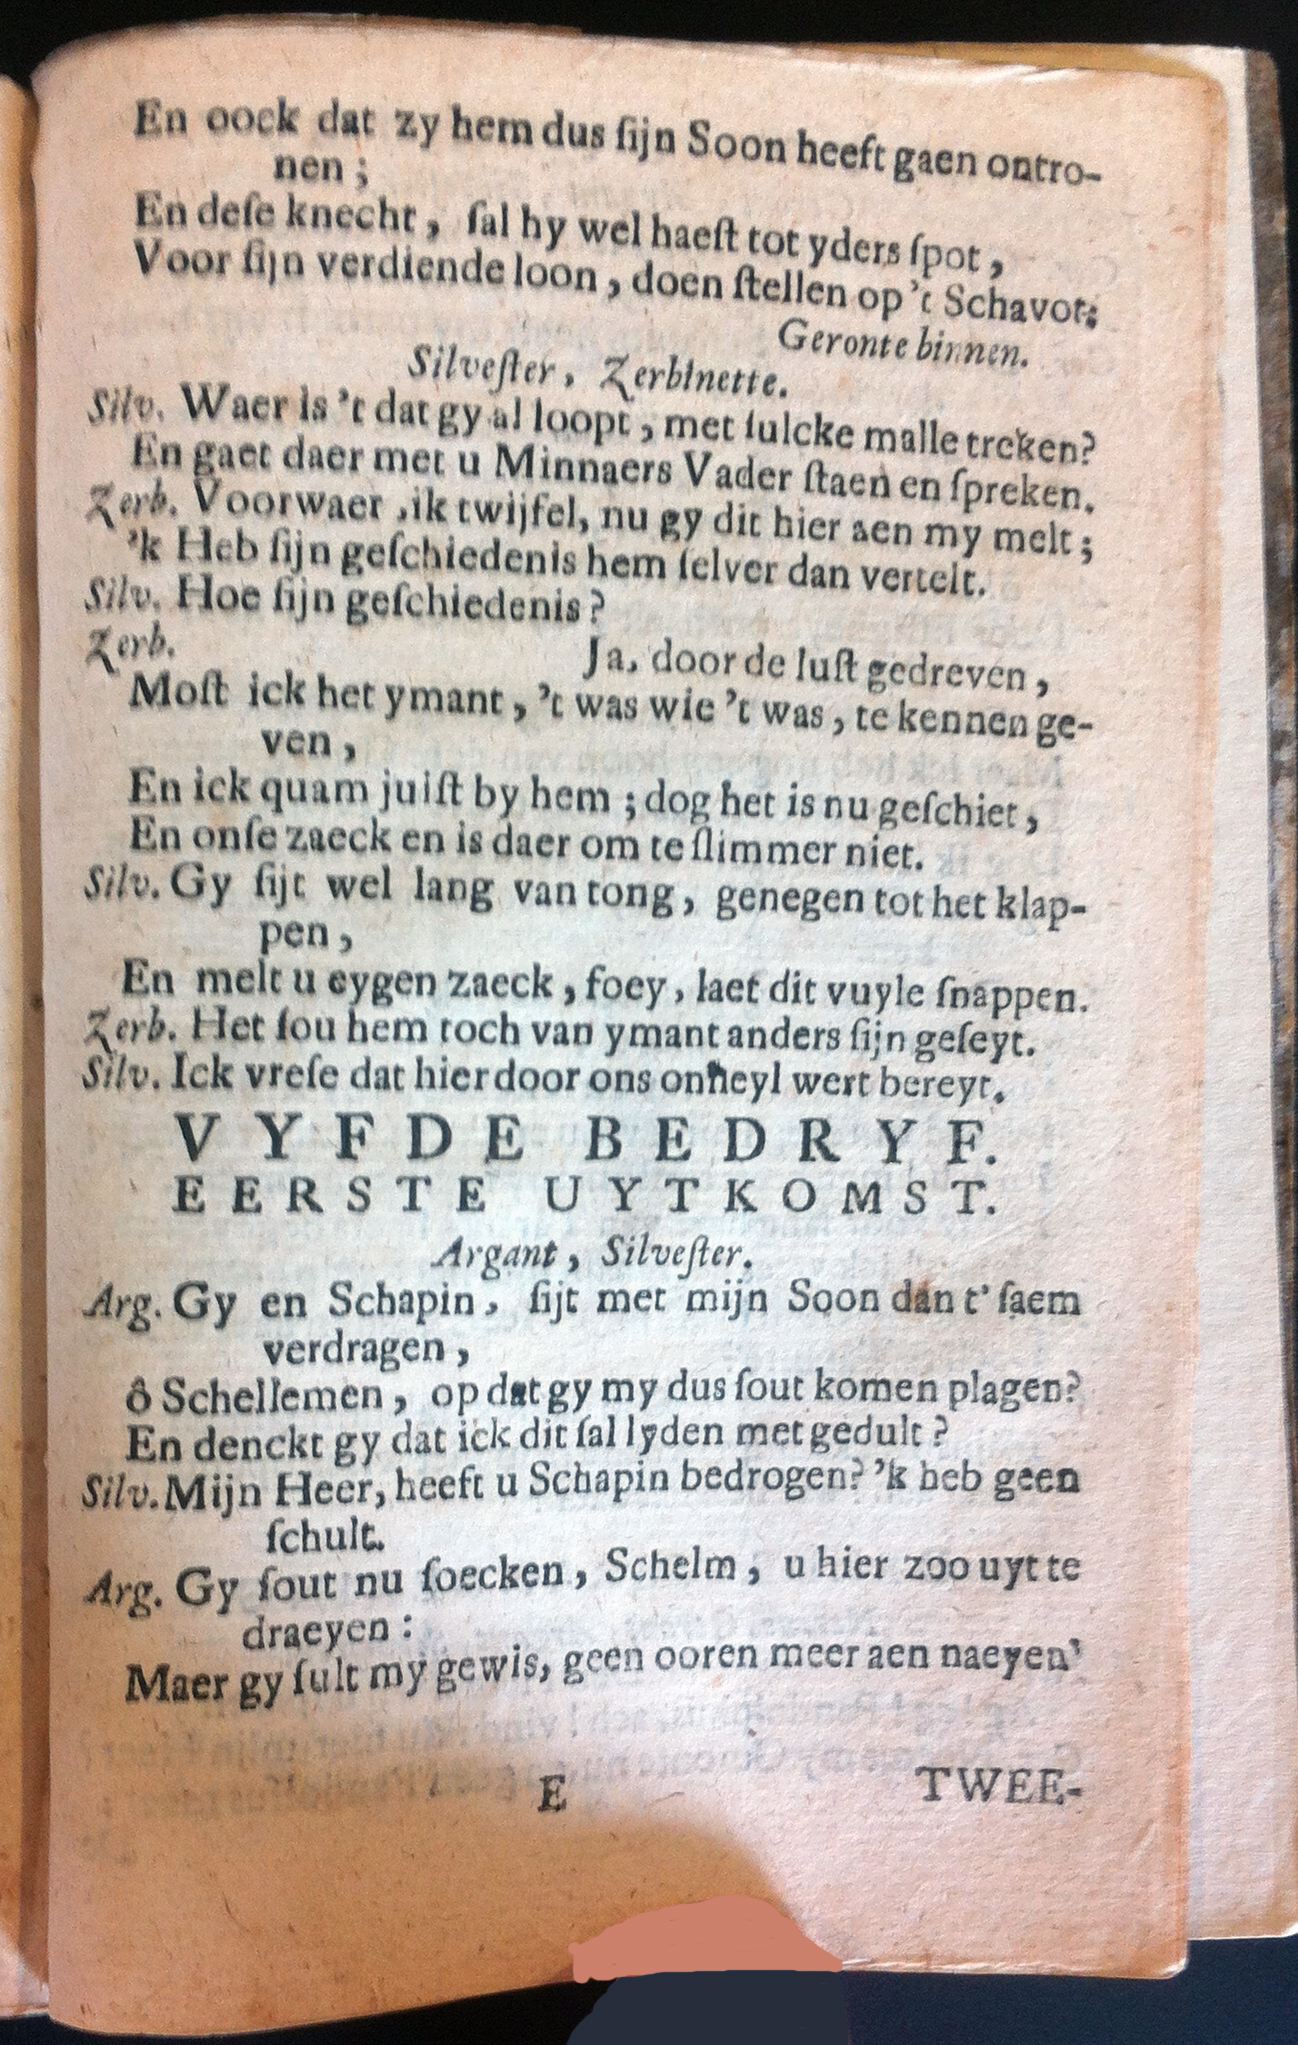 En oock dat zy hem dus ſijn Soon heeft gaen ontro-
nen ;
En deſe knecht, ſal hy wel haeſt tot yders ſpot,
Voor ſijn verdiende loon, doen ſtellen op 't Schavot;
Geronte binnen.
Silveſter, Zerbinette.
Silv. Waer is 't dat gy al loopt, met ſulcke malle treken?
En gaet daer met u Minnaers Vader ſtaen en ſpreken.
Zerb. Voorwaer .ik twijfel, nu gy dit hier aen my melt;
'k Heb ſijn geſchiedenis hem ſelver dan vertelt.
Silv. Hoe ſijn geſchiedenis?
Zerb. Ja, door de luſt gedreven,
Moſt ick het ymant, 't was wie 't was, te kennen ge-
ven,
En ick quam juiſt by hem ; dog het is nu geſchiet,
En onſe zaeck en is daer om te ſlimmer niet.
Silv. Gy ſijt wel lang van tong, genegen tot het klap-
pen,
En melt u eygen zaeck, foey, laet dit vuyle ſnappen.
Zerb. Het ſou hem toch van ymant anders ſijn geſeyt.
Silv. Ick vreſe dat hier door ons onheyl wert bereyt.
VYFDE BEDRYF.
EERSTE UYTKOMST.
Argant, Silveſter.
Arg. Gy en Schapin, ſijt met mijn Soon dan t' ſaem
verdragen,
ô Schellemen, op dat gy my dus ſout komen plagen?
En denckt gy dat ick dit ſal lyden met gedult ?
Silv. Mijn Heer, heeft u Schapin bedrogen? 'k heb geen
ſchult.
Arg. Gy ſout nu ſoecken, Schelm, u hier zoo uyt te
draeyen :
Maer gy ſult my gewis, geen ooren meer aen naeyen'
E TWEE-